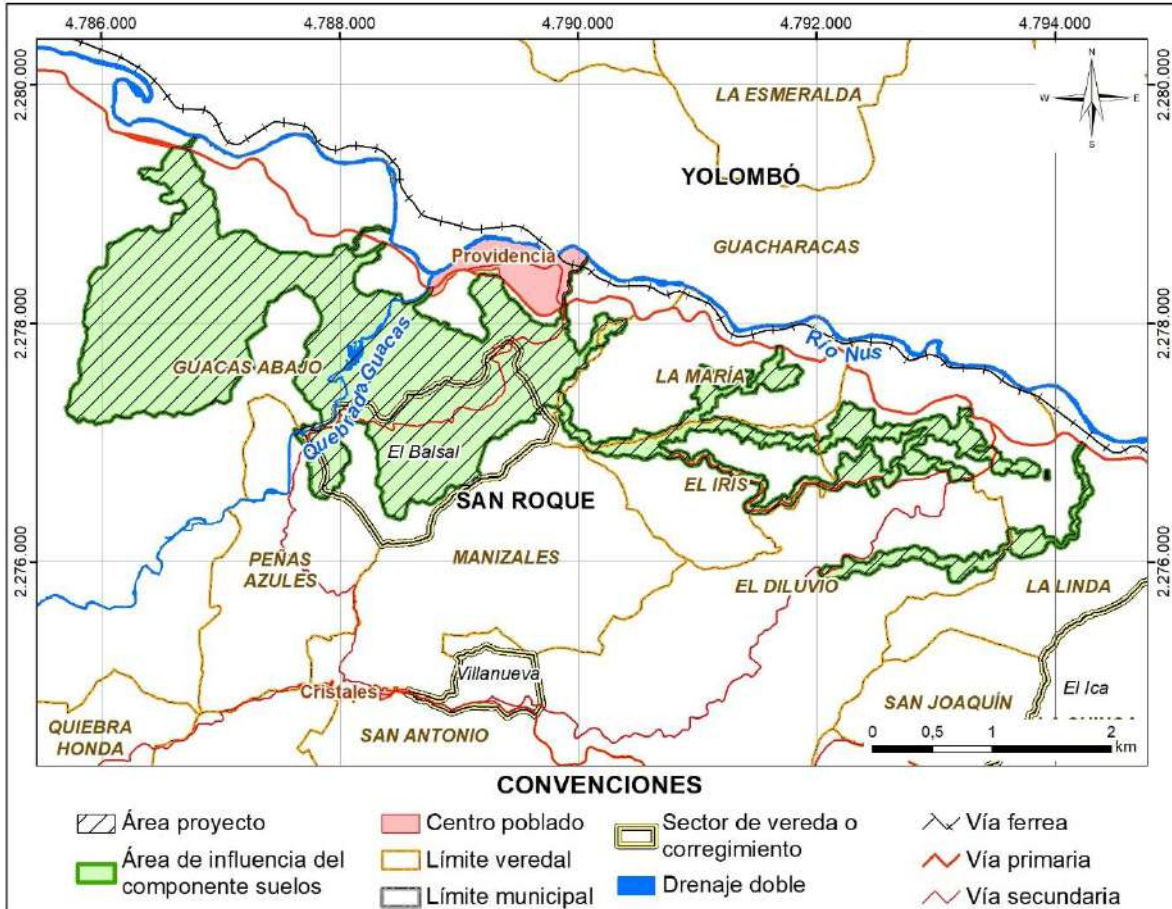 4.786.000 4.788.000 4.790.000 4.792.000 4.794.000
2.280.000
2.280.000
N
W E
S
LA ESMERALDA
YOLOMBÓ
GUACHARACAS
Providencia
2.278.000
2.278.000
Río Nus
GUACAS ABAJO
Quebrada Guacas
LA MARÍA
El Balsal
EL IRIS
SAN ROQUE
PEÑAS
AZULES
MANIZALES
2.276.000
2.276.000
EL DILUVIO
LA LINDA
Villanueva
Cristales
El Ica
SAN JOAQUÍN
QUIEBRA
HONDA
SAN ANTONIO
0 0,5 1 2
km
CONVENCIONES
Área proyecto
Área de influencia del
componente suelos
Centro poblado
Límite veredal
Límite municipal
Sector de vereda o
corregimiento
Drenaje doble
Vía ferrea
Vía primaria
Vía secundaria